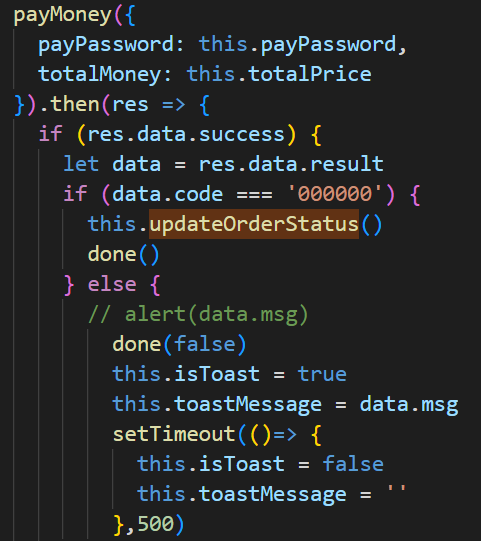 payMoney({
payPassword: this.payPassword,
totalMoney: this.totalPrice
}).then(res => {
if (res.data.success) {
let data = res.data.result
if (data.code === '000000') {
this.updateOrderStatus()
done()
} else {
// alert(data.msg)
done(false)
this.isToast = true
this.toastMessage = data.msg
setTimeout(()=> {
this.isToast = false
this.toastMessage = ''
},500)